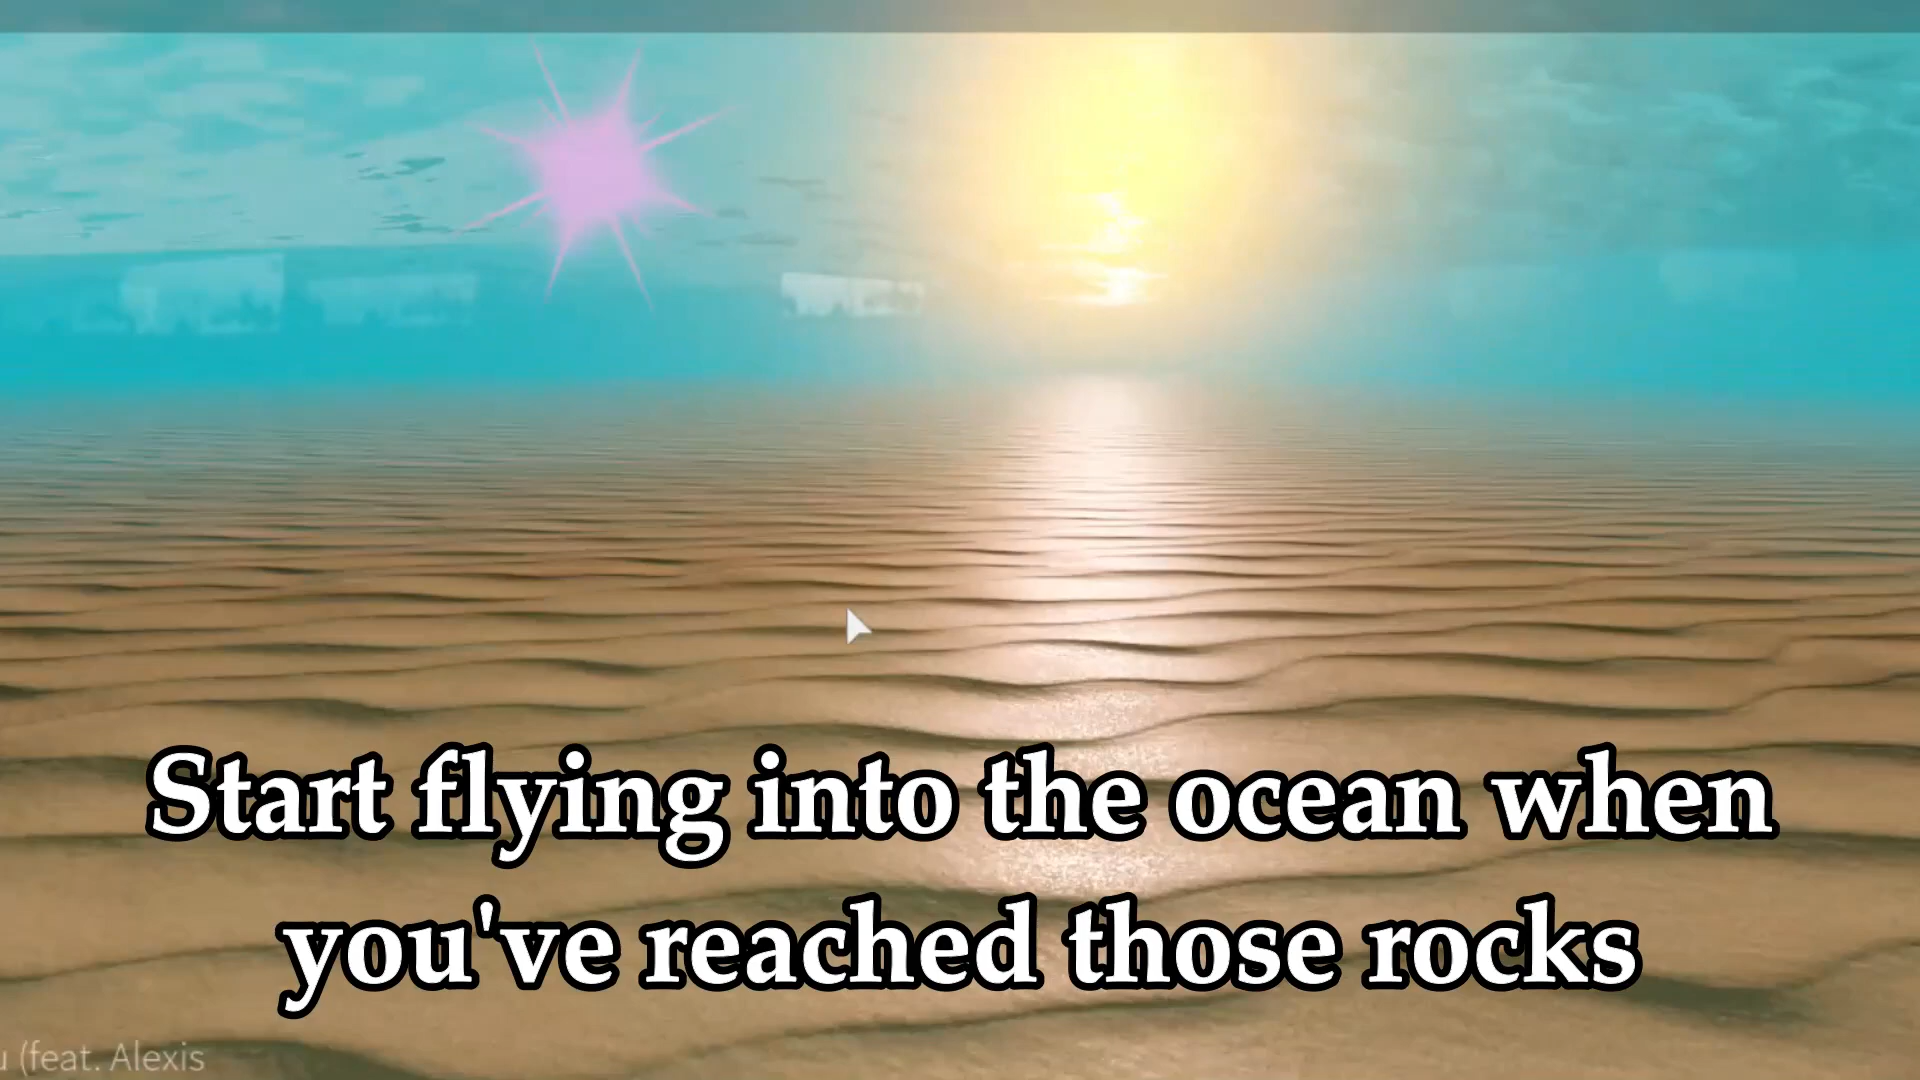 Start flying into the ocean when
you've reached those rocks
(feat. Alexis